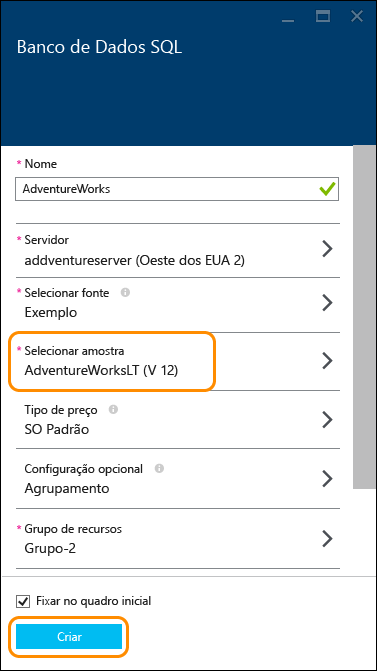 Banco de Dados SQL
* Nome
AdventureWorks
* Servidor
addventureserver (Oeste dos EUA 2)
* Selecionar fonte
Exemplo
* Selecionar amostra
AdventureWorksLT (V 12)
Tipo de preço
SO Padrão
Configuração opcional
Agrupamento
* Grupo de recursos
Grupo-2
Fixar no quadro inicial
Criar